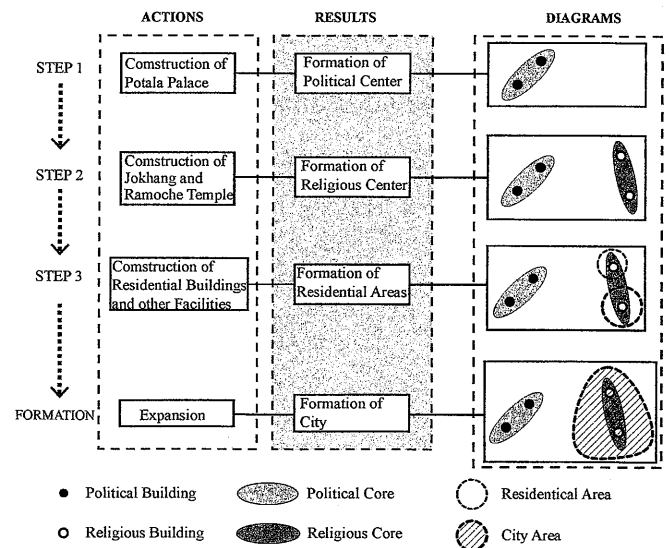 ACTIONS
RESULTS
DIAGRAMS
STEP 1
Comstruction of
Potala Palace
Formation of
Political Center
STEP 2
Comstruction of
Jokhang and
Ramoche Temple
Formation of
Religious Center
STEP 3
Comstruction of
Residential Buildings
and other Facilities
Formation of
Residential Areas
FORMATION
Expansion
Formation of
City
Political Building
Political Core
Residentical Area
Religious Building
Religious Core
City Area